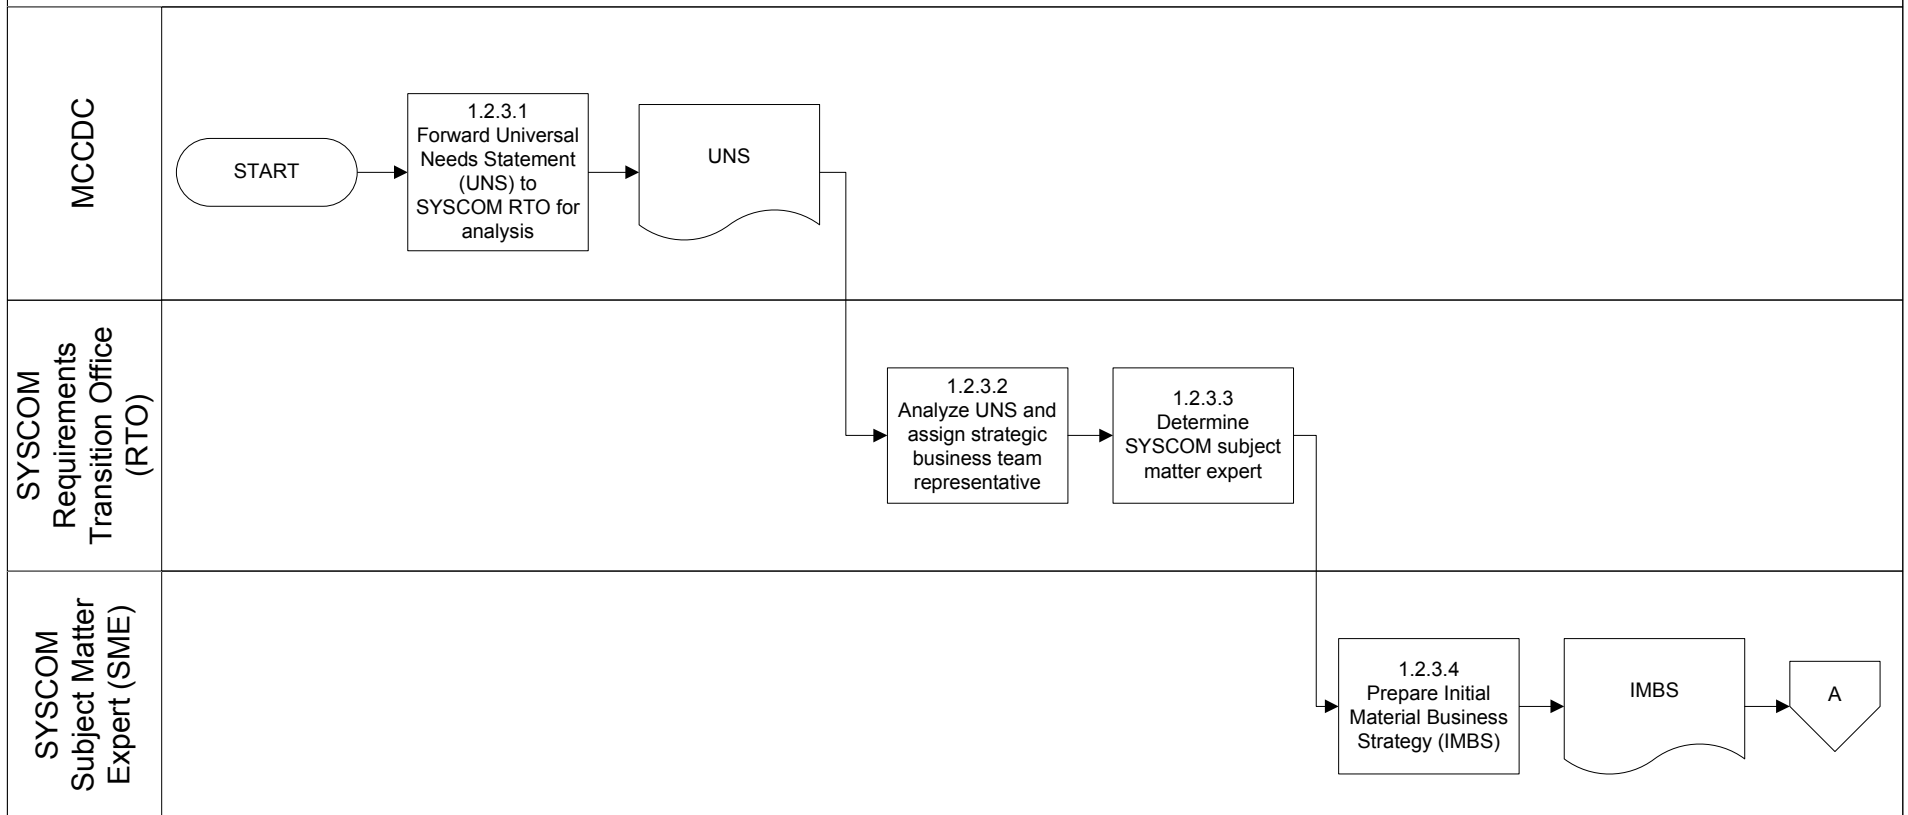 MCCDC
START
1.2.3.1
Forward Universal
Needs Statement
(UNS) to
SYSCOM RTO for
analysis
UNS
SYSCOM
Requirements
Transition Office
(RTO)
1.2.3.2
Analyze UNS and
assign strategic
business team
representative
1.2.3.3
Determine
SYSCOM subject
matter expert
SYSCOM
Subject Matter
Expert (SME)
1.2.3.4
Prepare Initial
Material Business
Strategy (IMBS)
IMBS
A